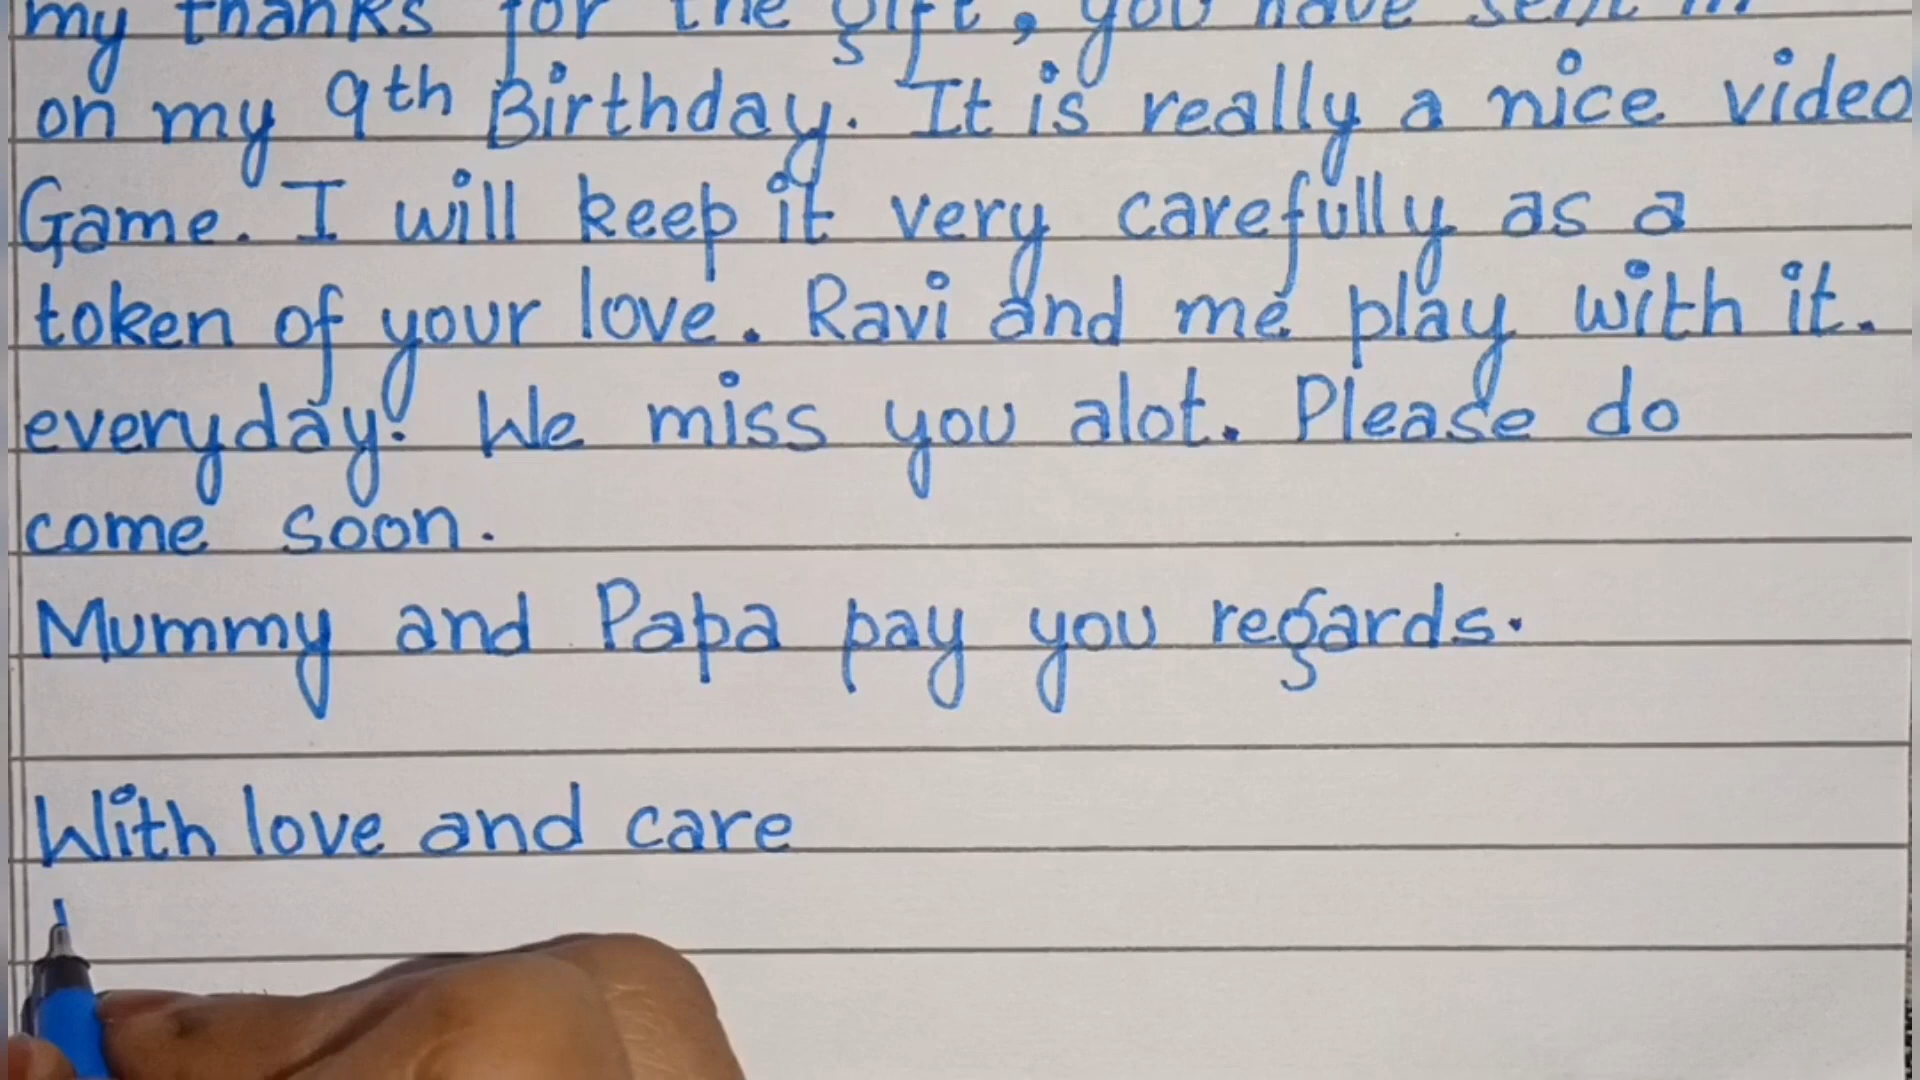 my thanks for the gift, you have sent
on my 9th Birthday. It is really a nice video
Game. I will keep it very carefully as a
token of your love. Ravi and me play with it.
everyday! We miss you alot. Please do
come soon.
Mummy and Papa pay you regards.
With love and care